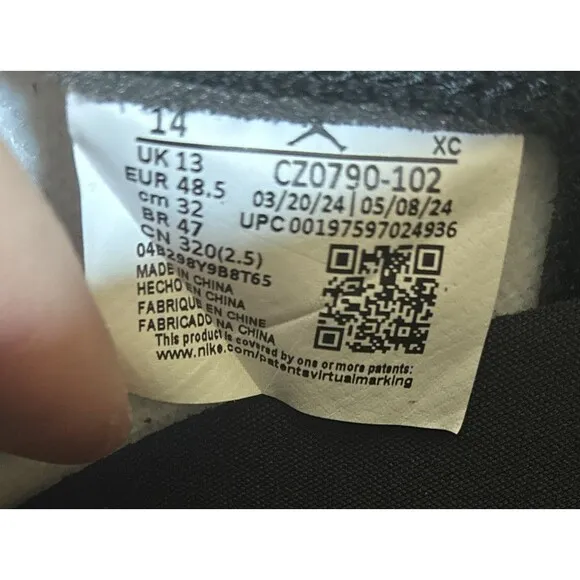 14
XC
UK 13
EUR 48.5
cm 32
BR 47
CN 320(2.5)
CZ0790-102
03/20/24 | 05/08/24
UPC 00197597024936
04B298Y9B8T65
MADE IN CHINA
HECHO EN CHINA
FABRIQUE EN CHINE
FABRICADO NA CHINA
This product is covered by one or more patents:
www.nike.com/patentsvirtualmarking